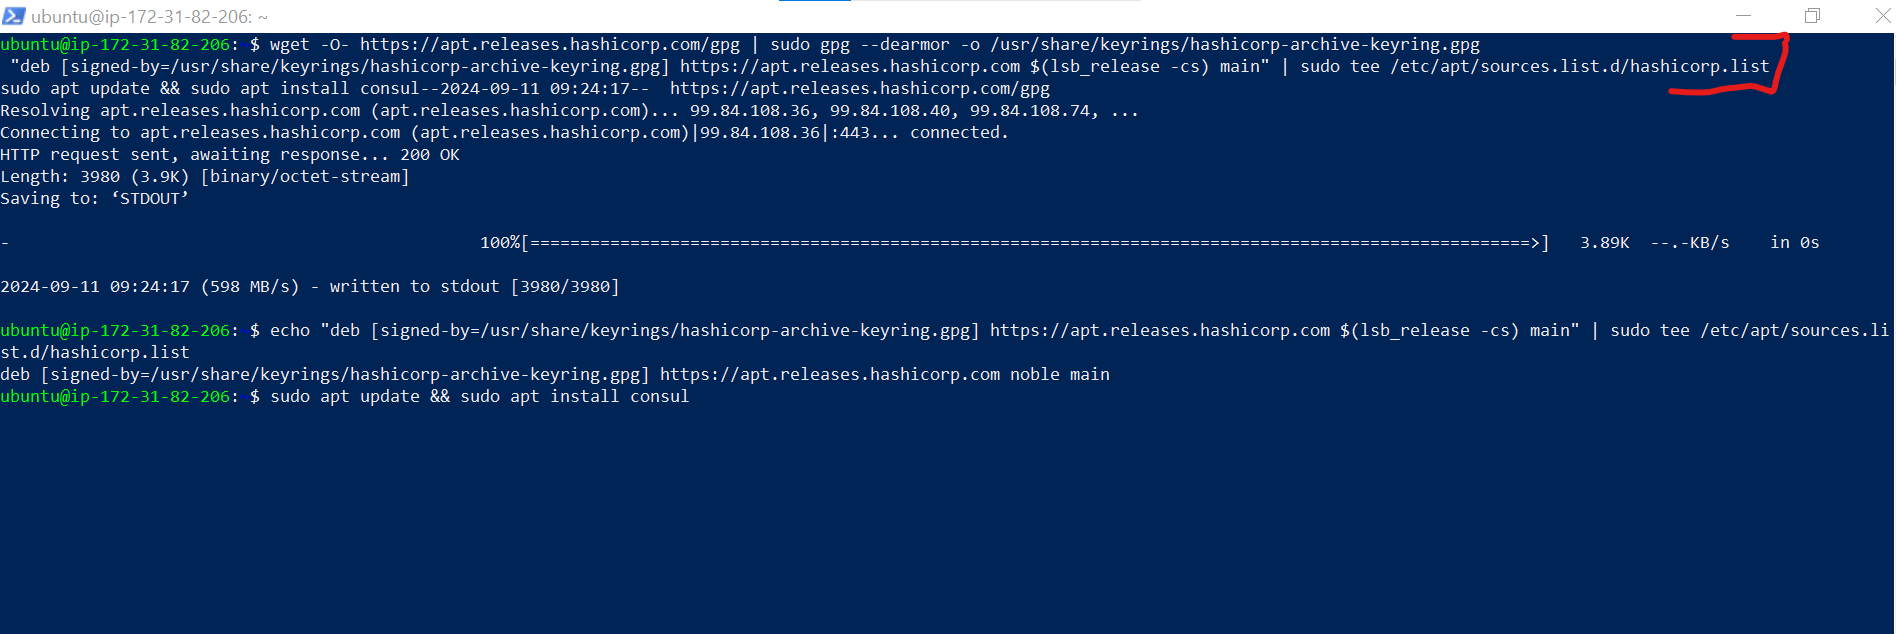 ubuntu@ip-172-31-82-206: ~
ubuntu@ip-172-31-82-206:~$ wget -O- https://apt.releases.hashicorp.com/gpg | sudo gpg --dearmor -o /usr/share/keyrings/hashicorp-archive-keyring.gpg
 "deb [signed-by=/usr/share/keyrings/hashicorp-archive-keyring.gpg] https://apt.releases.hashicorp.com $(lsb_release -cs) main" | sudo tee /etc/apt/sources.list.d/hashicorp.list
sudo apt update && sudo apt install consul--2024-09-11 09:24:17--  https://apt.releases.hashicorp.com/gpg
Resolving apt.releases.hashicorp.com (apt.releases.hashicorp.com)... 99.84.108.36, 99.84.108.40, 99.84.108.74, ...
Connecting to apt.releases.hashicorp.com (apt.releases.hashicorp.com)|99.84.108.36|:443... connected.
HTTP request sent, awaiting response... 200 OK
Length: 3980 (3.9K) [binary/octet-stream]
Saving to: ‘STDOUT’
-                                               100%[====================================================================================================>]   3.89K  --.-KB/s    in 0s
2024-09-11 09:24:17 (598 MB/s) - written to stdout [3980/3980]
ubuntu@ip-172-31-82-206:~$ echo "deb [signed-by=/usr/share/keyrings/hashicorp-archive-keyring.gpg] https://apt.releases.hashicorp.com $(lsb_release -cs) main" | sudo tee /etc/apt/sources.li
st.d/hashicorp.list
deb [signed-by=/usr/share/keyrings/hashicorp-archive-keyring.gpg] https://apt.releases.hashicorp.com noble main
ubuntu@ip-172-31-82-206:~$ sudo apt update && sudo apt install consul